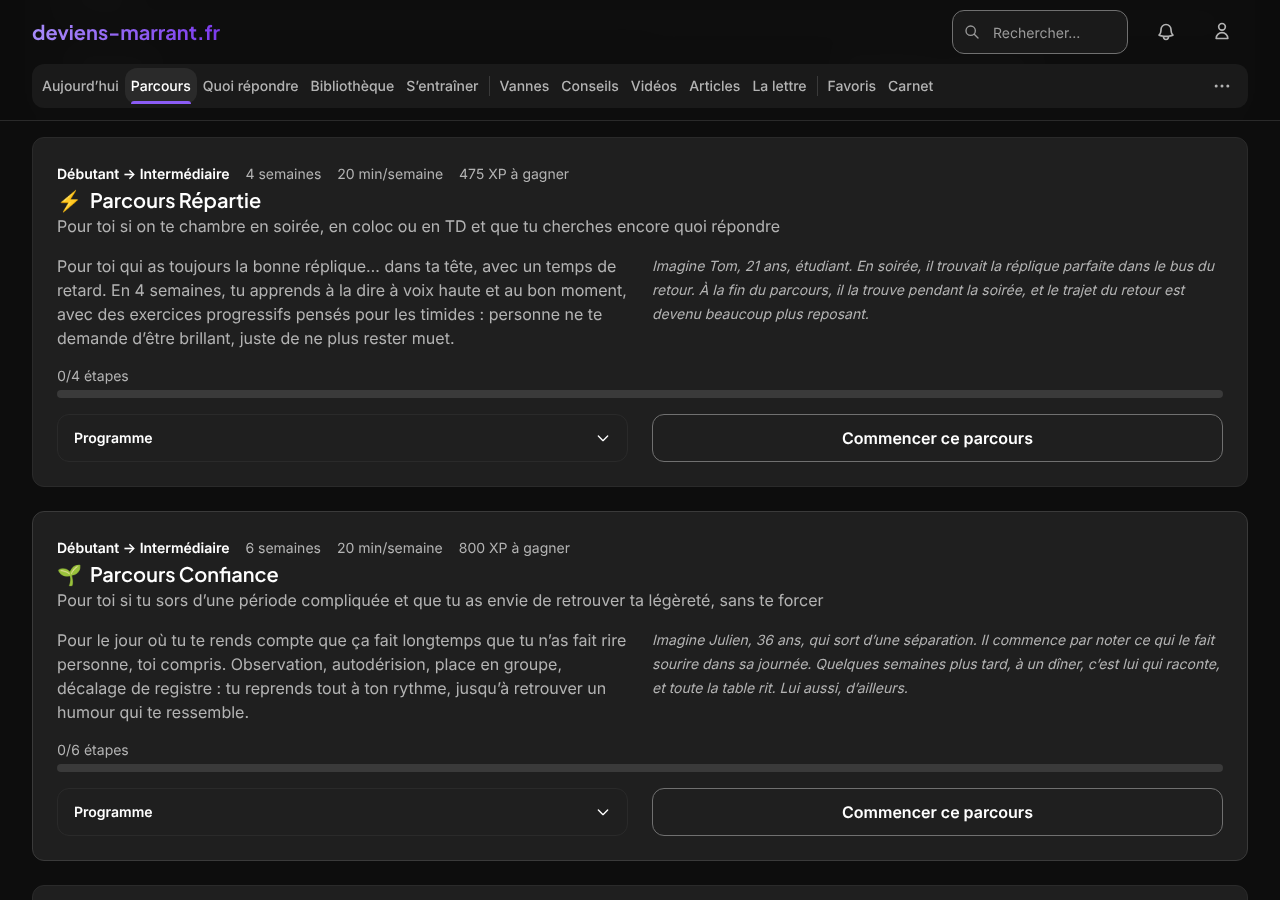 deviens-marrant.fr
Rechercher...
Aujourd’hui Parcours Quoi répondre Bibliothèque S’entraîner Vannes Conseils Vidéos Articles La lettre Favoris Carnet
Débutant → Intermédiaire 4 semaines 20 min/semaine 475 XP à gagner
⚡ Parcours Répartie
Pour toi si on te chambre en soirée, en coloc ou en TD et que tu cherches encore quoi répondre
Pour toi qui as toujours la bonne réplique… dans ta tête, avec un temps de
retard. En 4 semaines, tu apprends à la dire à voix haute et au bon moment,
avec des exercices progressifs pensés pour les timides : personne ne te
demande d’être brillant, juste de ne plus rester muet.
Imagine Tom, 21 ans, étudiant. En soirée, il trouvait la réplique parfaite dans le bus du
retour. À la fin du parcours, il la trouve pendant la soirée, et le trajet du retour est
devenu beaucoup plus reposant.
0/4 étapes
Programme
Commencer ce parcours
Débutant → Intermédiaire 6 semaines 20 min/semaine 800 XP à gagner
🌱 Parcours Confiance
Pour toi si tu sors d’une période compliquée et que tu as envie de retrouver ta légèreté, sans te forcer
Pour le jour où tu te rends compte que ça fait longtemps que tu n’as fait rire
personne, toi compris. Observation, autodérision, place en groupe,
décalage de registre : tu reprends tout à ton rythme, jusqu’à retrouver un
humour qui te ressemble.
Imagine Julien, 36 ans, qui sort d’une séparation. Il commence par noter ce qui le fait
sourire dans sa journée. Quelques semaines plus tard, à un dîner, c’est lui qui raconte,
et toute la table rit. Lui aussi, d’ailleurs.
0/6 étapes
Programme
Commencer ce parcours